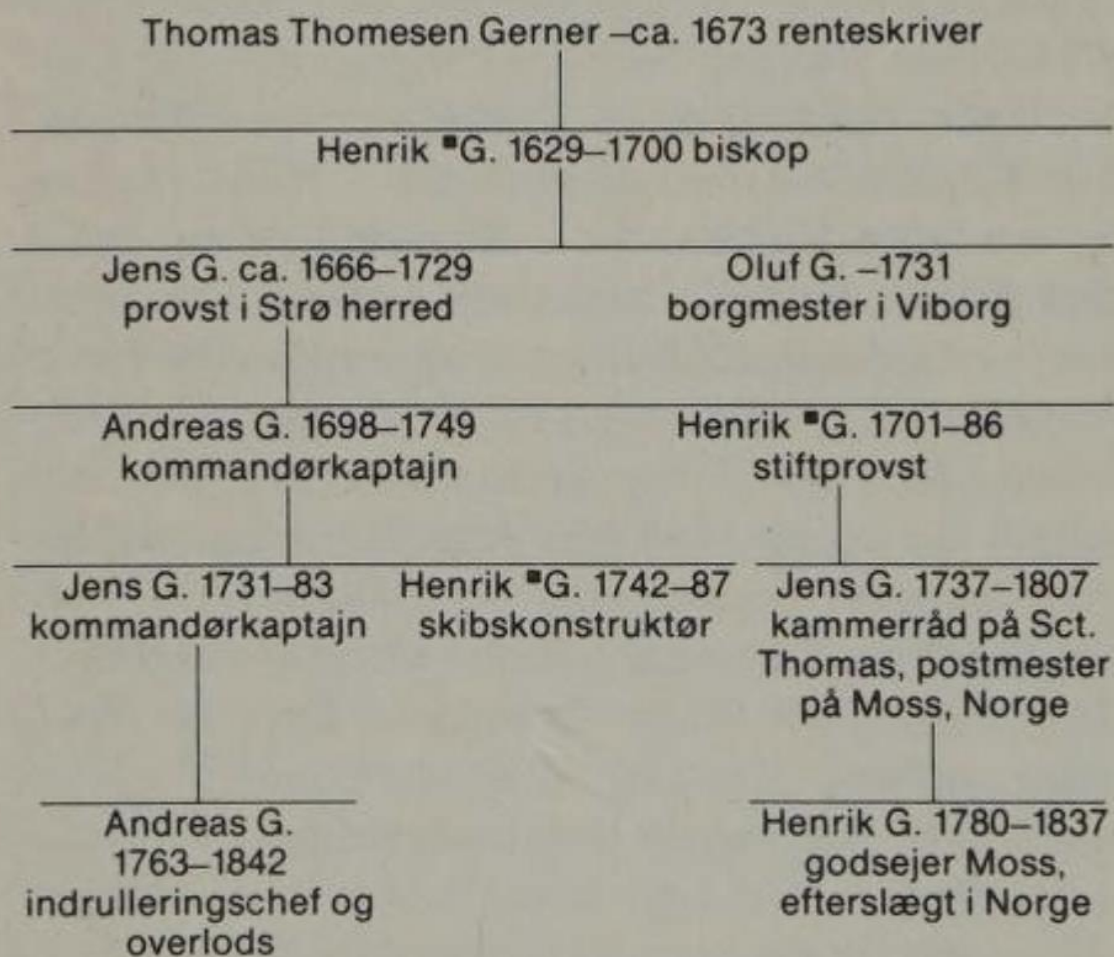 Thomas Thomesen Gerner –ca. 1673 renteskriver
Henrik ■G. 1629–1700 biskop
Jens G. ca. 1666–1729
provst i Strø herred
Oluf G. –1731
borgmester i Viborg
Andreas G. 1698–1749
kommandørkaptajn
Henrik ■G. 1701–86
stiftprovst
Jens G. 1731–83
kommandørkaptajn
Henrik ■G. 1742–87
skibskonstruktør
Jens G. 1737–1807
kammerråd på Sct.
Thomas, postmester
på Moss, Norge
Andreas G.
1763–1842
indrulleringschef og
overlods
Henrik G. 1780–1837
godsejer Moss,
efterslægt i Norge